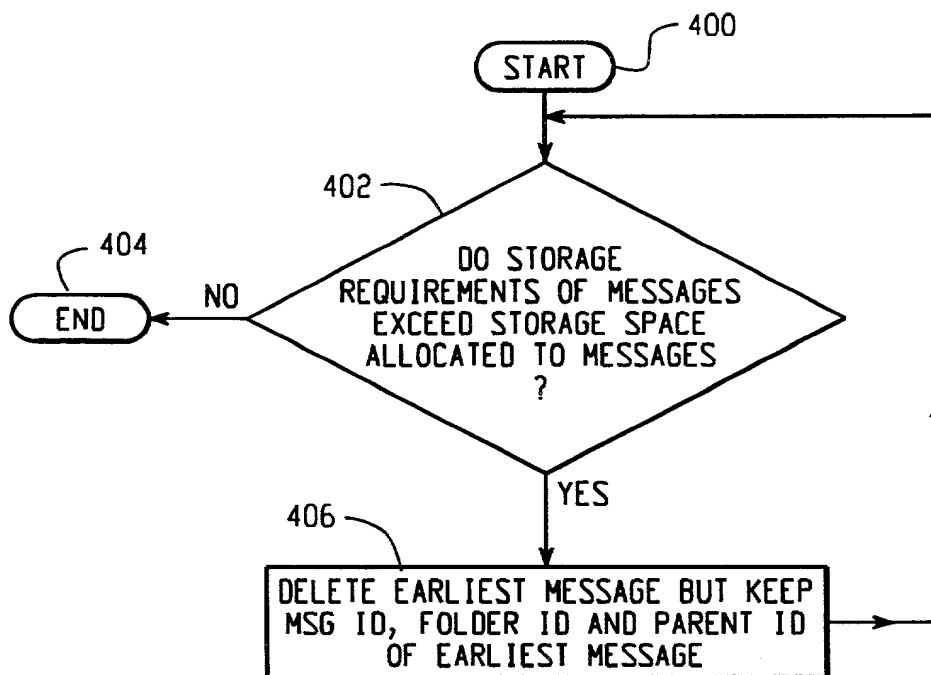 400
START
402
DO STORAGE
REQUIREMENTS OF MESSAGES
EXCEED STORAGE SPACE
ALLOCATED TO MESSAGES
?
404
END
NO
YES
406
DELETE EARLIEST MESSAGE BUT KEEP
MSG ID, FOLDER ID AND PARENT ID
OF EARLIEST MESSAGE